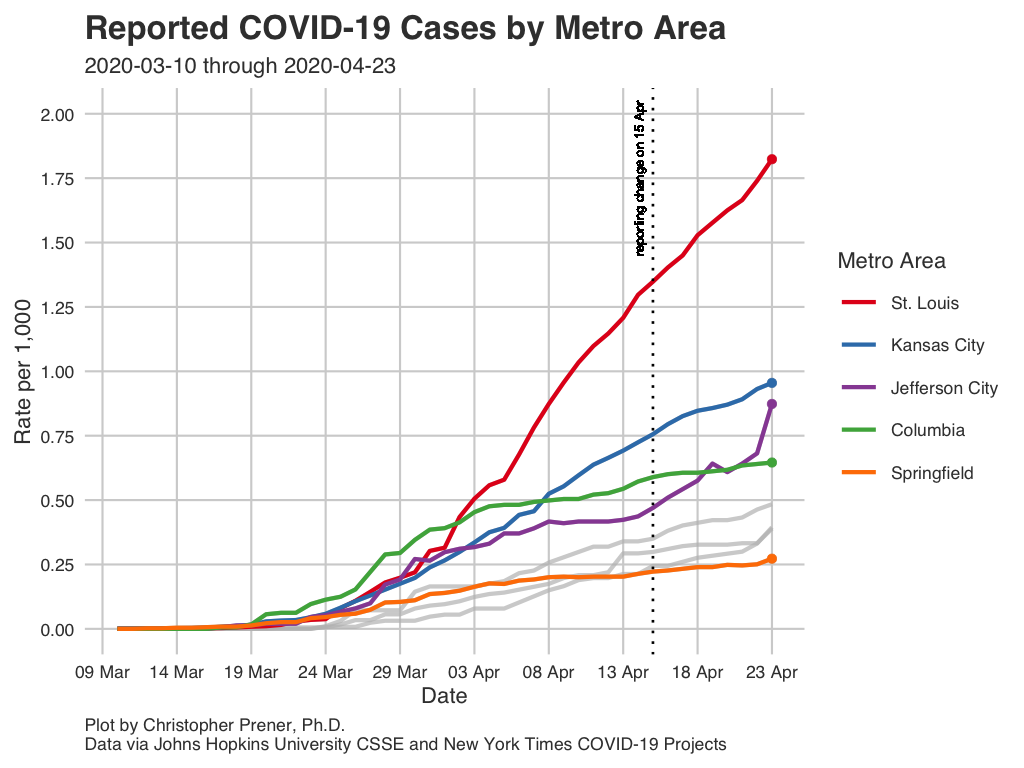 Reported COVID-19 Cases by Metro Area
2020-03-10 through 2020-04-23
reporting change on 15 Apr
2.00
1.75
1.50
1.25
1.00
0.75
0.50
0.25
0.00
Rate per 1,000
09 Mar 14 Mar 19 Mar 24 Mar 29 Mar 03 Apr 08 Apr 13 Apr 18 Apr 23 Apr
Date
Metro Area
St. Louis
Kansas City
Jefferson City
Columbia
Springfield
Plot by Christopher Prener, Ph.D.
Data via Johns Hopkins University CSSE and New York Times COVID-19 Projects